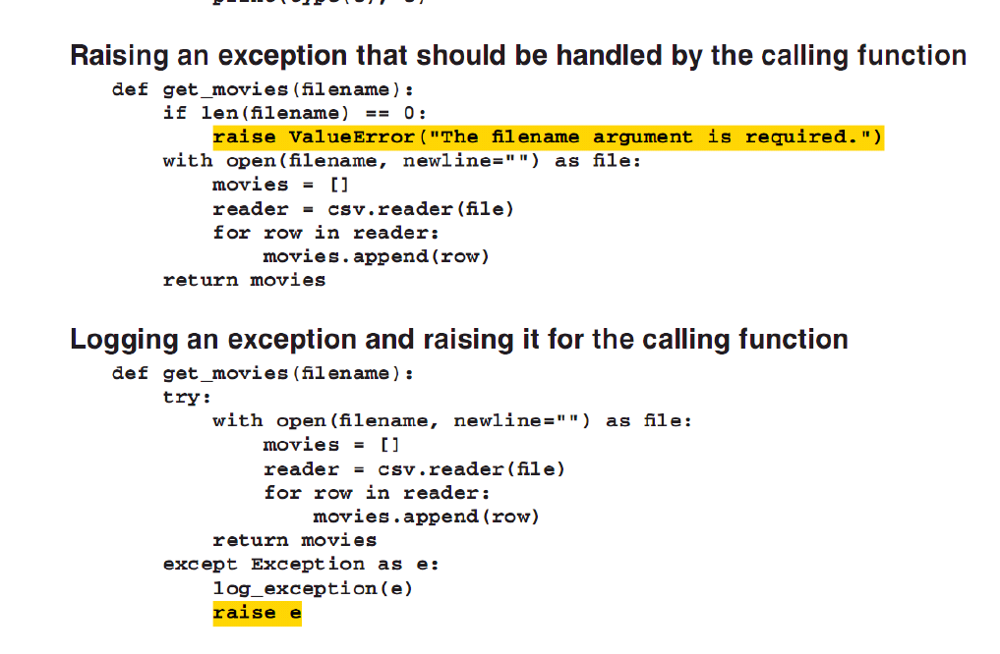 Raising an exception that should be handled by the calling function
def get_movies(filename):
    if len(filename) == 0:
        raise ValueError("The filename argument is required.")
    with open(filename, newline="") as file:
        movies = []
        reader = csv.reader(file)
        for row in reader:
            movies.append(row)
    return movies
Logging an exception and raising it for the calling function
def get_movies(filename):
    try:
        with open(filename, newline="") as file:
            movies = []
            reader = csv.reader(file)
            for row in reader:
                movies.append(row)
        return movies
    except Exception as e:
        log_exception(e)
        raise e